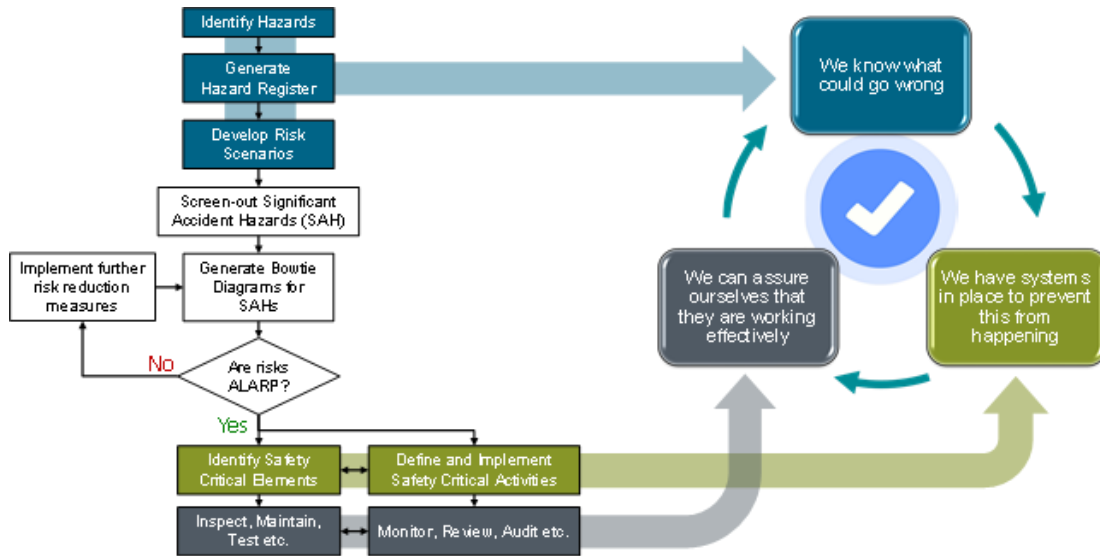 Identify Hazards
Generate
Hazard Register
Develop Risk
Scenarios
Screen-out Significant
Accident Hazards (SAH)
Implement further
risk reduction
measures
Generate Bowtie
Diagrams for
SAHs
No
Are risks
ALARP?
Yes
Identify Safety
Critical Elements
Define and Implement
Safety Critical Activities
Inspect, Maintain,
Test etc.
Monitor, Review, Audit etc.
We know what
could go wrong
We can assure
ourselves that
they are working
effectively
We have systems
in place to prevent
this from
happening